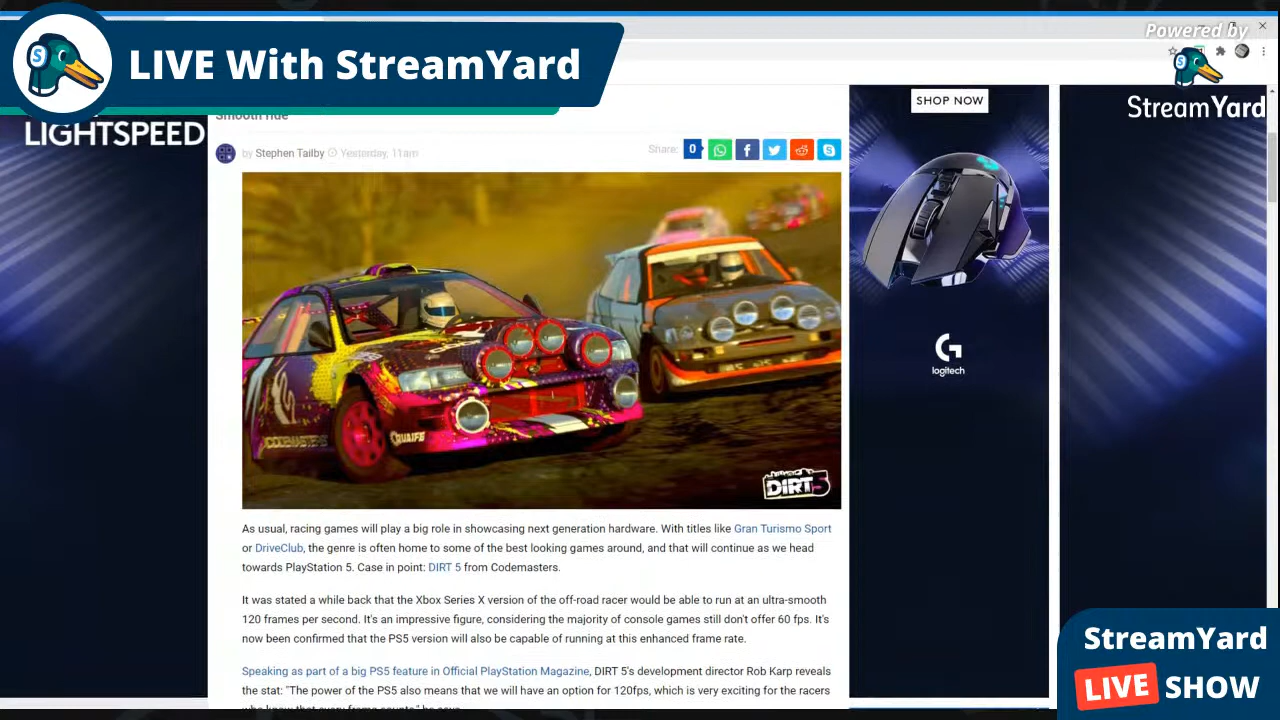 LIVE With StreamYard
Powered by
StreamYard
SHOP NOW
LIGHTSPEED
Smooth ride
by Stephen Tailby Yesterday, 11am
Share: 0
CODEMASTERS
QUAIFE
DIRT 5
logitech
As usual, racing games will play a big role in showcasing next generation hardware. With titles like Gran Turismo Sport
or DriveClub, the genre is often home to some of the best looking games around, and that will continue as we head
towards PlayStation 5. Case in point: DIRT 5 from Codemasters.
It was stated a while back that the Xbox Series X version of the off-road racer would be able to run at an ultra-smooth
120 frames per second. It's an impressive figure, considering the majority of console games still don't offer 60 fps. It's
now been confirmed that the PS5 version will also be capable of running at this enhanced frame rate.
Speaking as part of a big PS5 feature in Official PlayStation Magazine, DIRT 5's development director Rob Karp reveals
the stat: "The power of the PS5 also means that we will have an option for 120fps, which is very exciting for the racers
StreamYard
LIVE SHOW